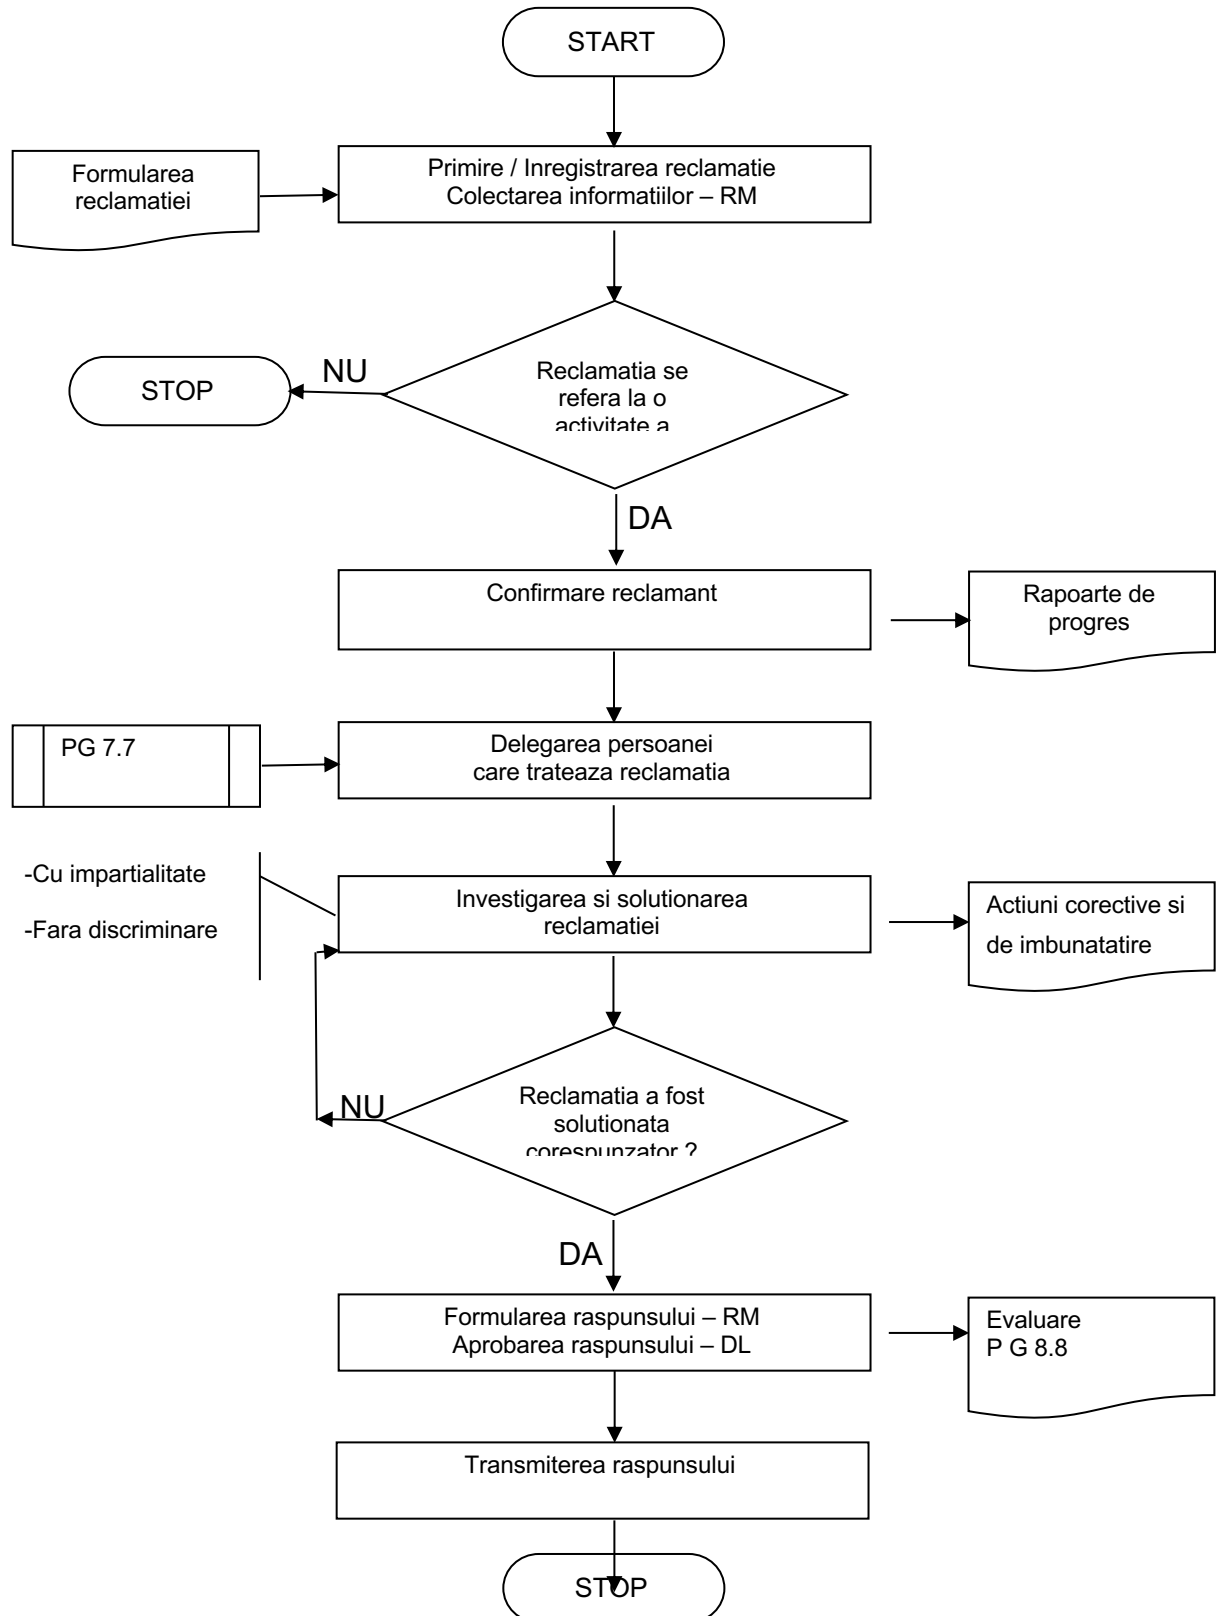 START
Formularea
reclamatiei
Primire / Inregistrarea reclamatie
Colectarea informatiilor – RM
STOP
NU
Reclamatia se
refera la o
activitate a
DA
Confirmare reclamant
Rapoarte de
progres
PG 7.7
Delegarea persoanei
care trateaza reclamatia
-Cu impartialitate
-Fara discriminare
Investigarea si solutionarea
reclamatiei
Actiuni corective si
de imbunatatire
NU
Reclamatia a fost
solutionata
corespunzator ?
DA
Formularea raspunsului – RM
Aprobarea raspunsului – DL
Evaluare
P G 8.8
Transmiterea raspunsului
STOP